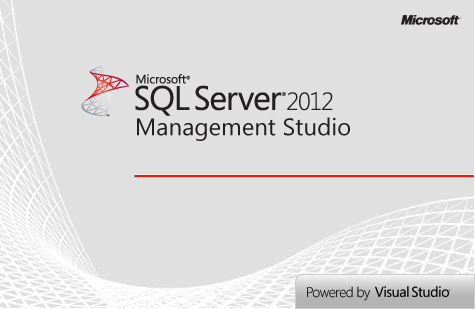 Microsoft
Microsoft®
SQL Server® 2012
Management Studio
Powered by Visual Studio